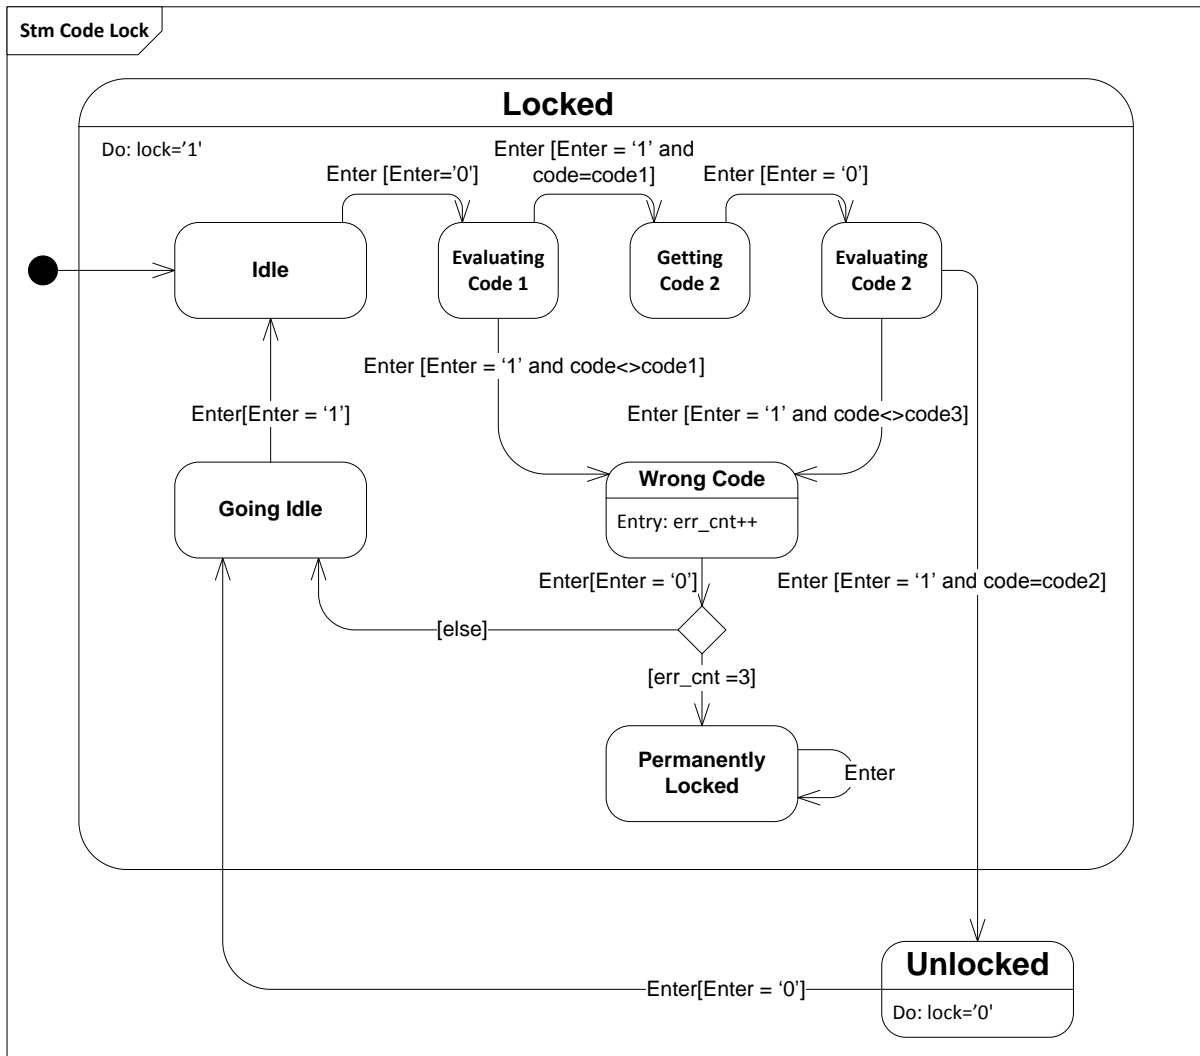 Stm Code Lock
Locked
Do: lock=’1'
Enter [Enter=’0’]
Enter [Enter = ‘1’ and
code=code1]
Enter [Enter = ‘0’]
Idle
Evaluating
Code 1
Getting
Code 2
Evaluating
Code 2
Enter [Enter = ‘1’ and code<>code1]
Enter[Enter = ‘1’]
Enter [Enter = ‘1’ and code<>code3]
Going Idle
Wrong Code
Entry: err_cnt++
Enter[Enter = ‘0’]
Enter [Enter = ‘1’ and code=code2]
[else]
[err_cnt =3]
Permanently
Locked
Enter
Unlocked
Enter[Enter = ‘0’]
Do: lock=’0'